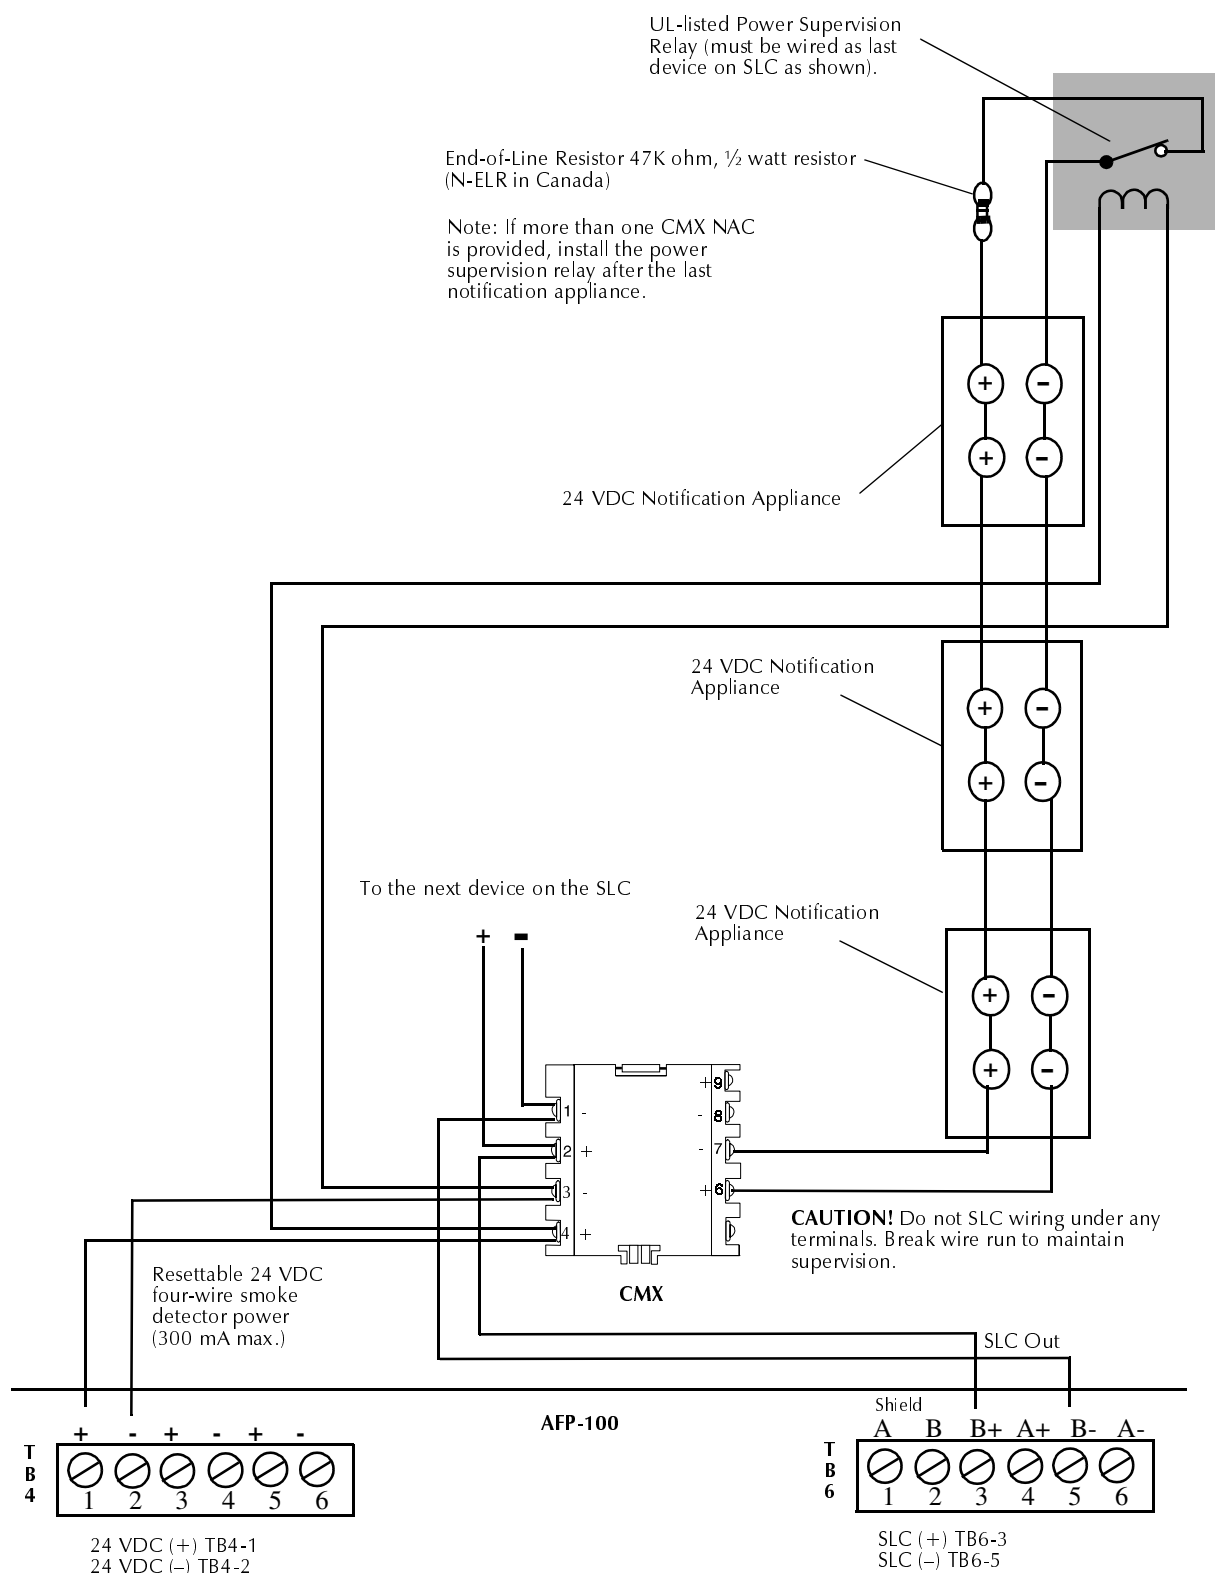 UL-listed Power Supervision
Relay (must be wired as last
device on SLC as shown).
End-of-Line Resistor 47K ohm, ½ watt resistor
(N-ELR in Canada)
Note: If more than one CMX NAC
is provided, install the power
supervision relay after the last
notification appliance.
+ -
+ -
24 VDC Notification Appliance
24 VDC Notification
Appliance
+ -
+ -
To the next device on the SLC
+ -
24 VDC Notification
Appliance
+ -
+ -
+ 9
1 - - 8
2 + - 7
3 - + 6
4 +
CMX
CAUTION! Do not SLC wiring under any
terminals. Break wire run to maintain
supervision.
Resettable 24 VDC
four-wire smoke
detector power
(300 mA max.)
SLC Out
AFP-100
+ - + - + -
TB4
1 2 3 4 5 6
24 VDC (+) TB4-1
24 VDC (–) TB4-2
Shield
A B B+ A+ B- A-
TB6
1 2 3 4 5 6
SLC (+) TB6-3
SLC (–) TB6-5